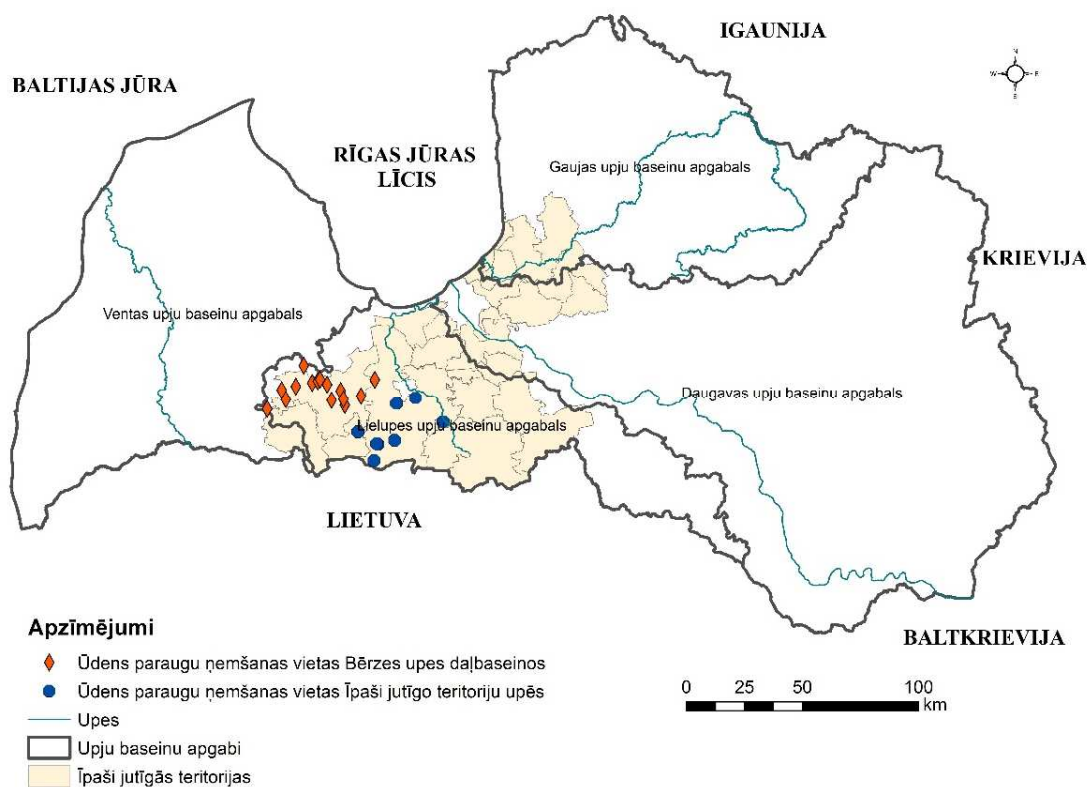 IGAUNIJA
N
W E
S
BALTIJAS JŪRA
RĪGAS JŪRAS
LĪCIS
Gaujas upju baseinu apgabals
KRIEVIJA
Ventas upju baseinu apgabals
Daugavas upju baseinu apgabals
Lielupes upju baseinu apgabals
LIETUVA
BALTKRIEVIJA
Apzīmējumi
Ūdens paraugu ņemšanas vietas Bērzes upes daļbaseinos
Ūdens paraugu ņemšanas vietas Īpaši jutīgo teritoriju upēs
Upes
Upju baseinu apgabi
Īpaši jutīgās teritorijas
0 25 50 100
km